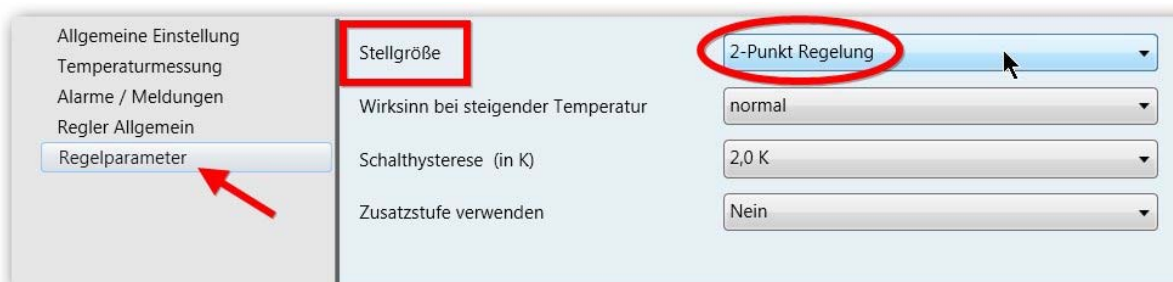 Allgemeine Einstellung
Temperaturmessung
Alarme / Meldungen
Regler Allgemein
Regelparameter
Stellgröße 2-Punkt Regelung
Wirksinn bei steigender Temperatur normal
Schalthysterese (in K) 2,0 K
Zusatzstufe verwenden Nein